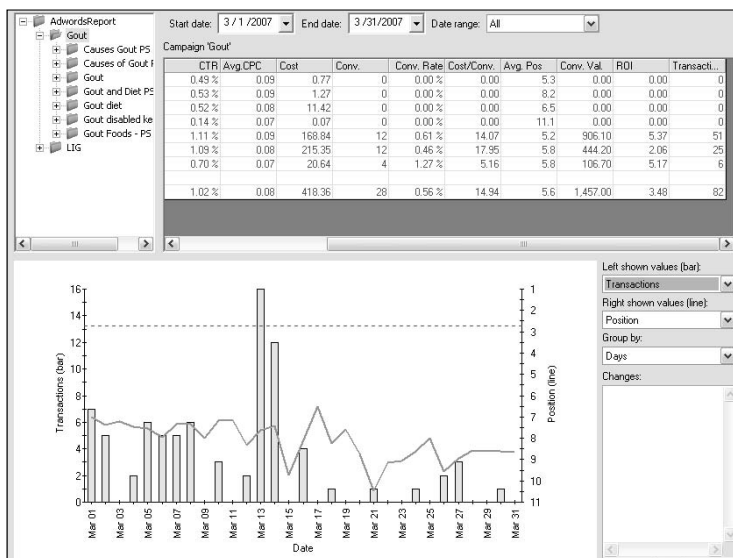 AdwordsReport
Gout
Causes Gout PS
Causes of Gout F
Gout
Gout and Diet PS
Gout diet
Gout disabled ke
Gout Foods - PS
LIG
Start date: 3 / 1 /2007 End date: 3 /31/2007 Date range: All
Campaign 'Gout'
CTR Avg.CPC Cost Conv. Conv. Rate Cost/Conv. Avg. Pos Conv. Val. ROI Transacti...
0.49 % 0.09 0.77 0 0.00 % 0.00 5.3 0.00 0.00 0
0.53 % 0.09 1.27 0 0.00 % 0.00 8.2 0.00 0.00 0
0.52 % 0.08 11.42 0 0.00 % 0.00 6.5 0.00 0.00 0
0.14 % 0.07 0.07 0 0.00 % 0.00 11.1 0.00 0.00 0
1.11 % 0.09 168.84 12 0.61 % 14.07 5.2 906.10 5.37 51
1.09 % 0.08 215.35 12 0.46 % 17.95 5.8 444.20 2.06 25
0.70 % 0.07 20.64 4 1.27 % 5.16 5.8 106.70 5.17 6
1.02 % 0.08 418.36 28 0.56 % 14.94 5.6 1,457.00 3.48 82
Transactions (bar)
16
14
12
10
8
6
4
2
0
1
2
3
4
5
6
7
8
9
10
11
Position (line)
Mar 01
Mar 03
Mar 05
Mar 07
Mar 09
Mar 11
Mar 13
Mar 15
Mar 17
Mar 19
Mar 21
Mar 23
Mar 25
Mar 27
Mar 29
Mar 31
Date
Left shown values (bar):
Transactions
Right shown values (line):
Position
Group by:
Days
Changes: